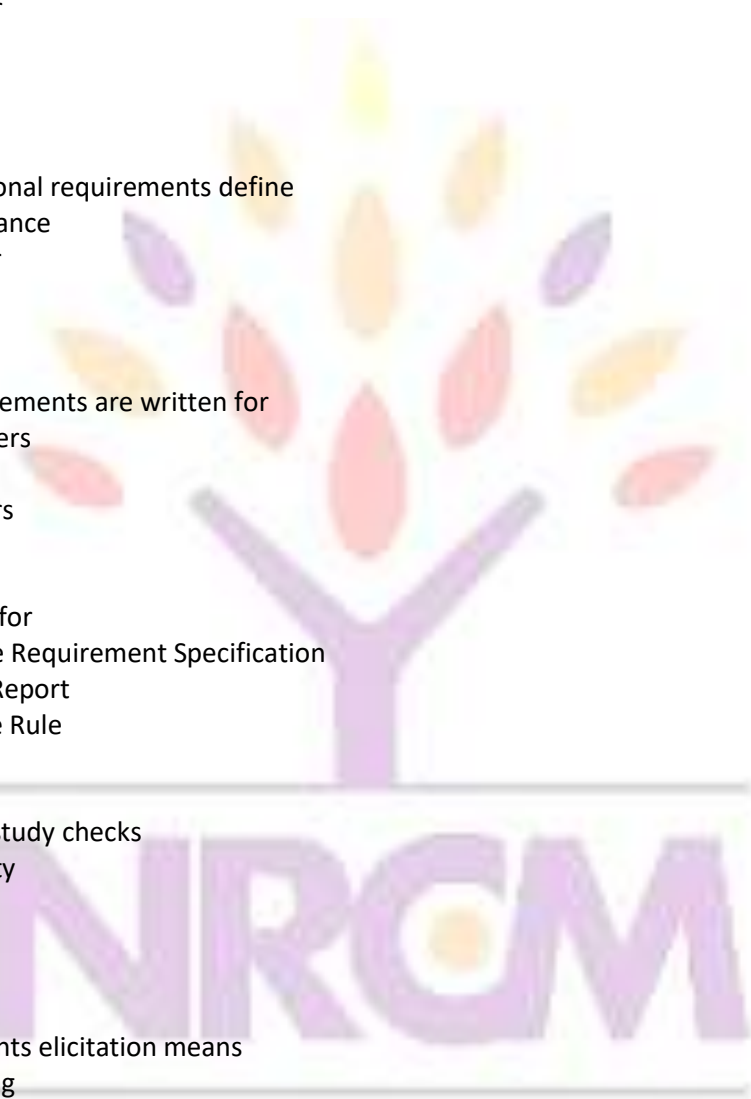 onal requirements define
ance
ements are written for
ers
rs
for
e Requirement Specification
Report
e Rule
study checks
ty
nts elicitation means
g
NRCM